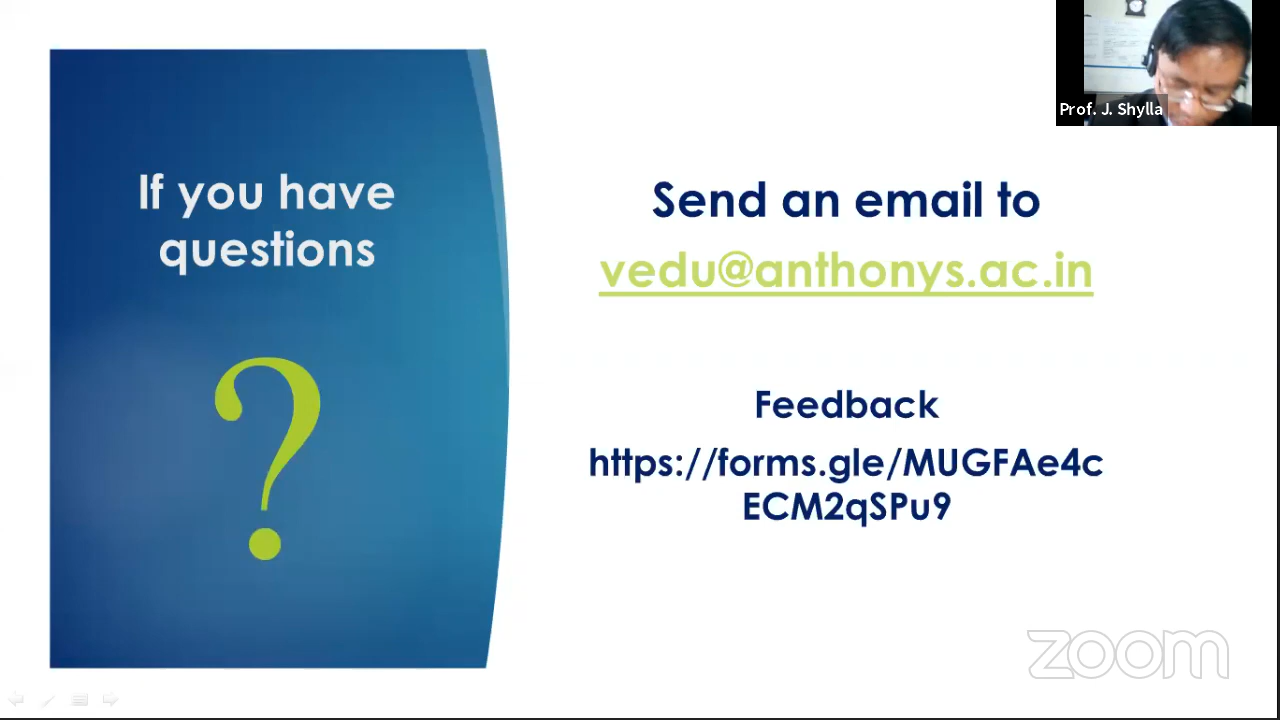 Prof. J. Shylla
If you have
questions
?
Send an email to
vedu@anthonys.ac.in
Feedback
https://forms.gle/MUGFAe4c
ECM2qSPu9
zoom